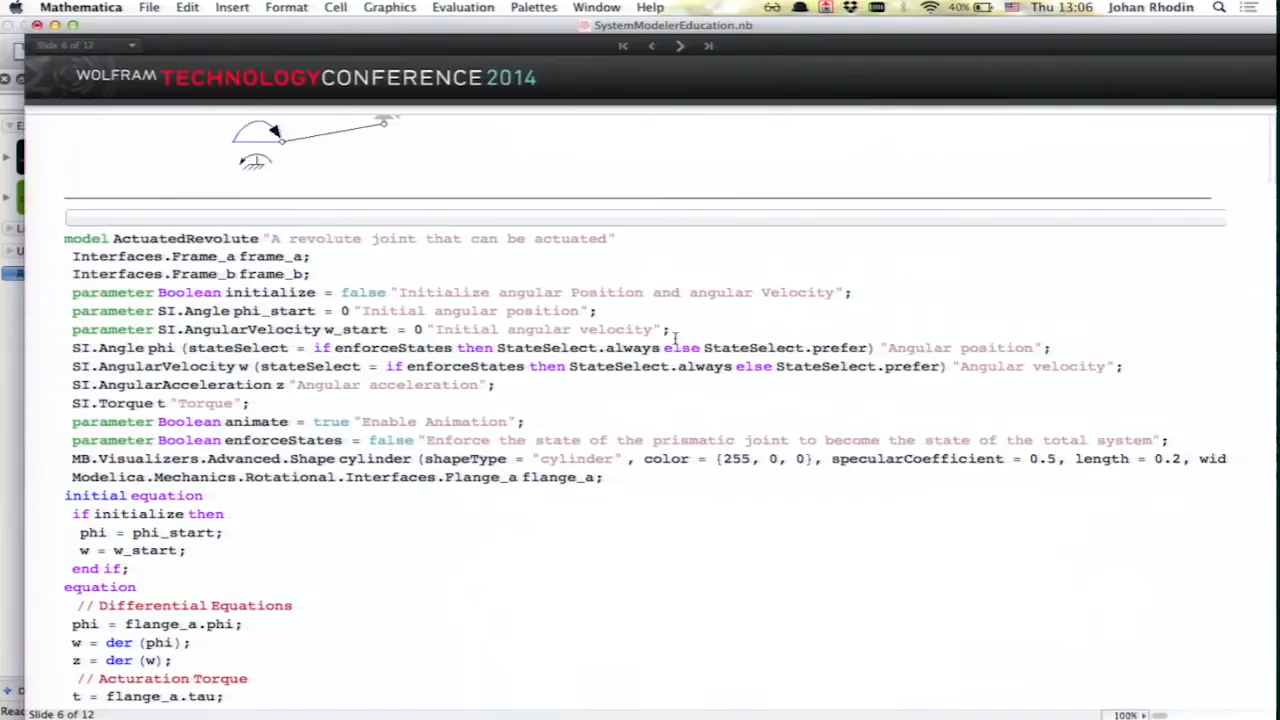 Mathematica File Edit Insert Format Cell Graphics Evaluation Palettes Window Help 40% Thu 13:06 Johan Rhodin
SystemModelerEducation.nb
Slide 6 of 12
WOLFRAM TECHNOLOGYCONFERENCE 2014
model ActuatedRevolute "A revolute joint that can be actuated"
Interfaces.Frame_a frame_a;
Interfaces.Frame_b frame_b;
parameter Boolean initialize = false "Initialize angular Position and angular Velocity";
parameter SI.Angle phi_start = 0 "Initial angular position";
parameter SI.AngularVelocity w_start = 0 "Initial angular velocity";
SI.Angle phi (stateSelect = if enforceStates then StateSelect.always else StateSelect.prefer) "Angular position";
SI.AngularVelocity w (stateSelect = if enforceStates then StateSelect.always else StateSelect.prefer) "Angular velocity";
SI.AngularAcceleration z "Angular acceleration";
SI.Torque t "Torque";
parameter Boolean animate = true "Enable Animation";
parameter Boolean enforceStates = false "Enforce the state of the prismatic joint to become the state of the total system";
MB.Visualizers.Advanced.Shape cylinder (shapeType = "cylinder" , color = {255, 0, 0}, specularCoefficient = 0.5, length = 0.2, wid
Modelica.Mechanics.Rotational.Interfaces.Flange_a flange_a;
initial equation
if initialize then
phi = phi_start;
w = w_start;
end if;
equation
// Differential Equations
phi = flange_a.phi;
w = der (phi);
z = der (w);
// Acturation Torque
t = flange_a.tau;
Slide 6 of 12
100%